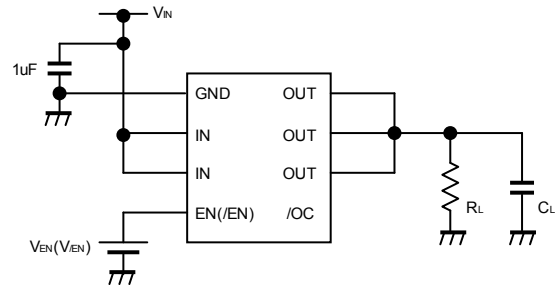 VIN
1uF
GND OUT
IN OUT
IN OUT
EN(/EN) /OC
VEN(V/EN)
RL CL